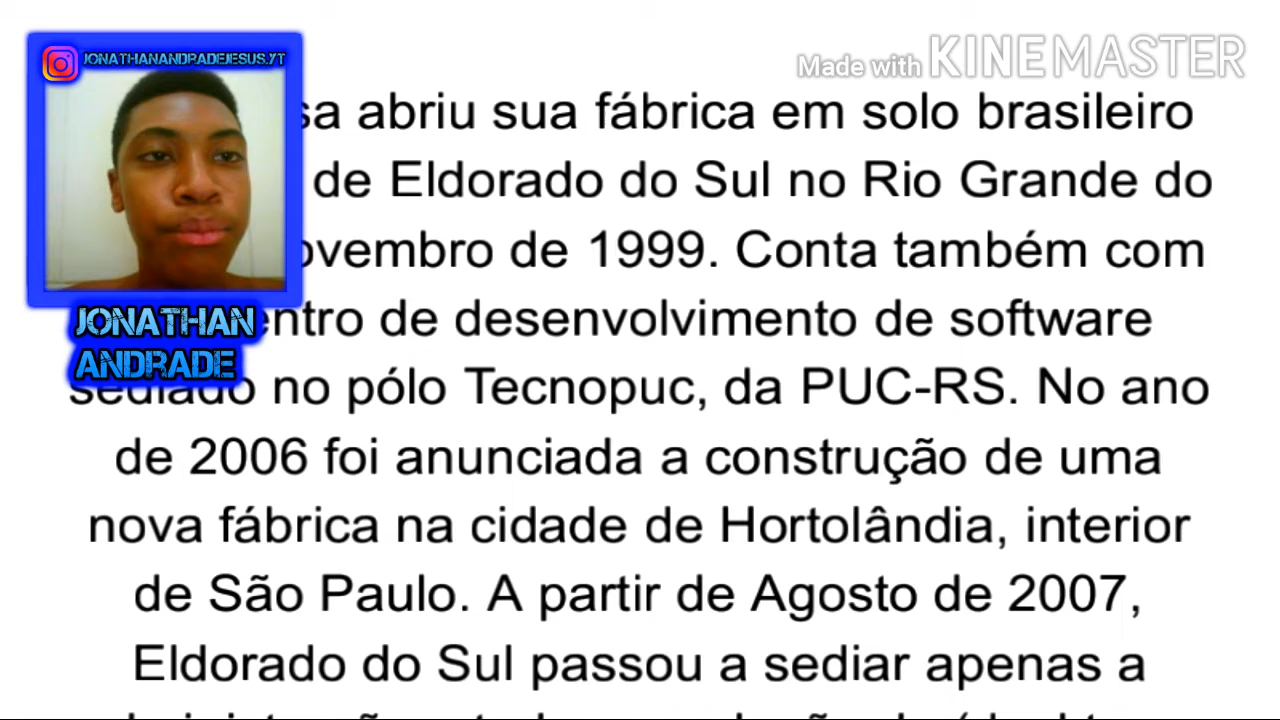 JONATHANANDRADEJESUS.YT
Made with KINEMASTER
sa abriu sua fábrica em solo brasileiro
de Eldorado do Sul no Rio Grande do
ovembro de 1999. Conta também com
JONATHAN
entro de desenvolvimento de software
ANDRADE
sediado no pólo Tecnopuc, da PUC-RS. No ano
de 2006 foi anunciada a construção de uma
nova fábrica na cidade de Hortolândia, interior
de São Paulo. A partir de Agosto de 2007,
Eldorado do Sul passou a sediar apenas a